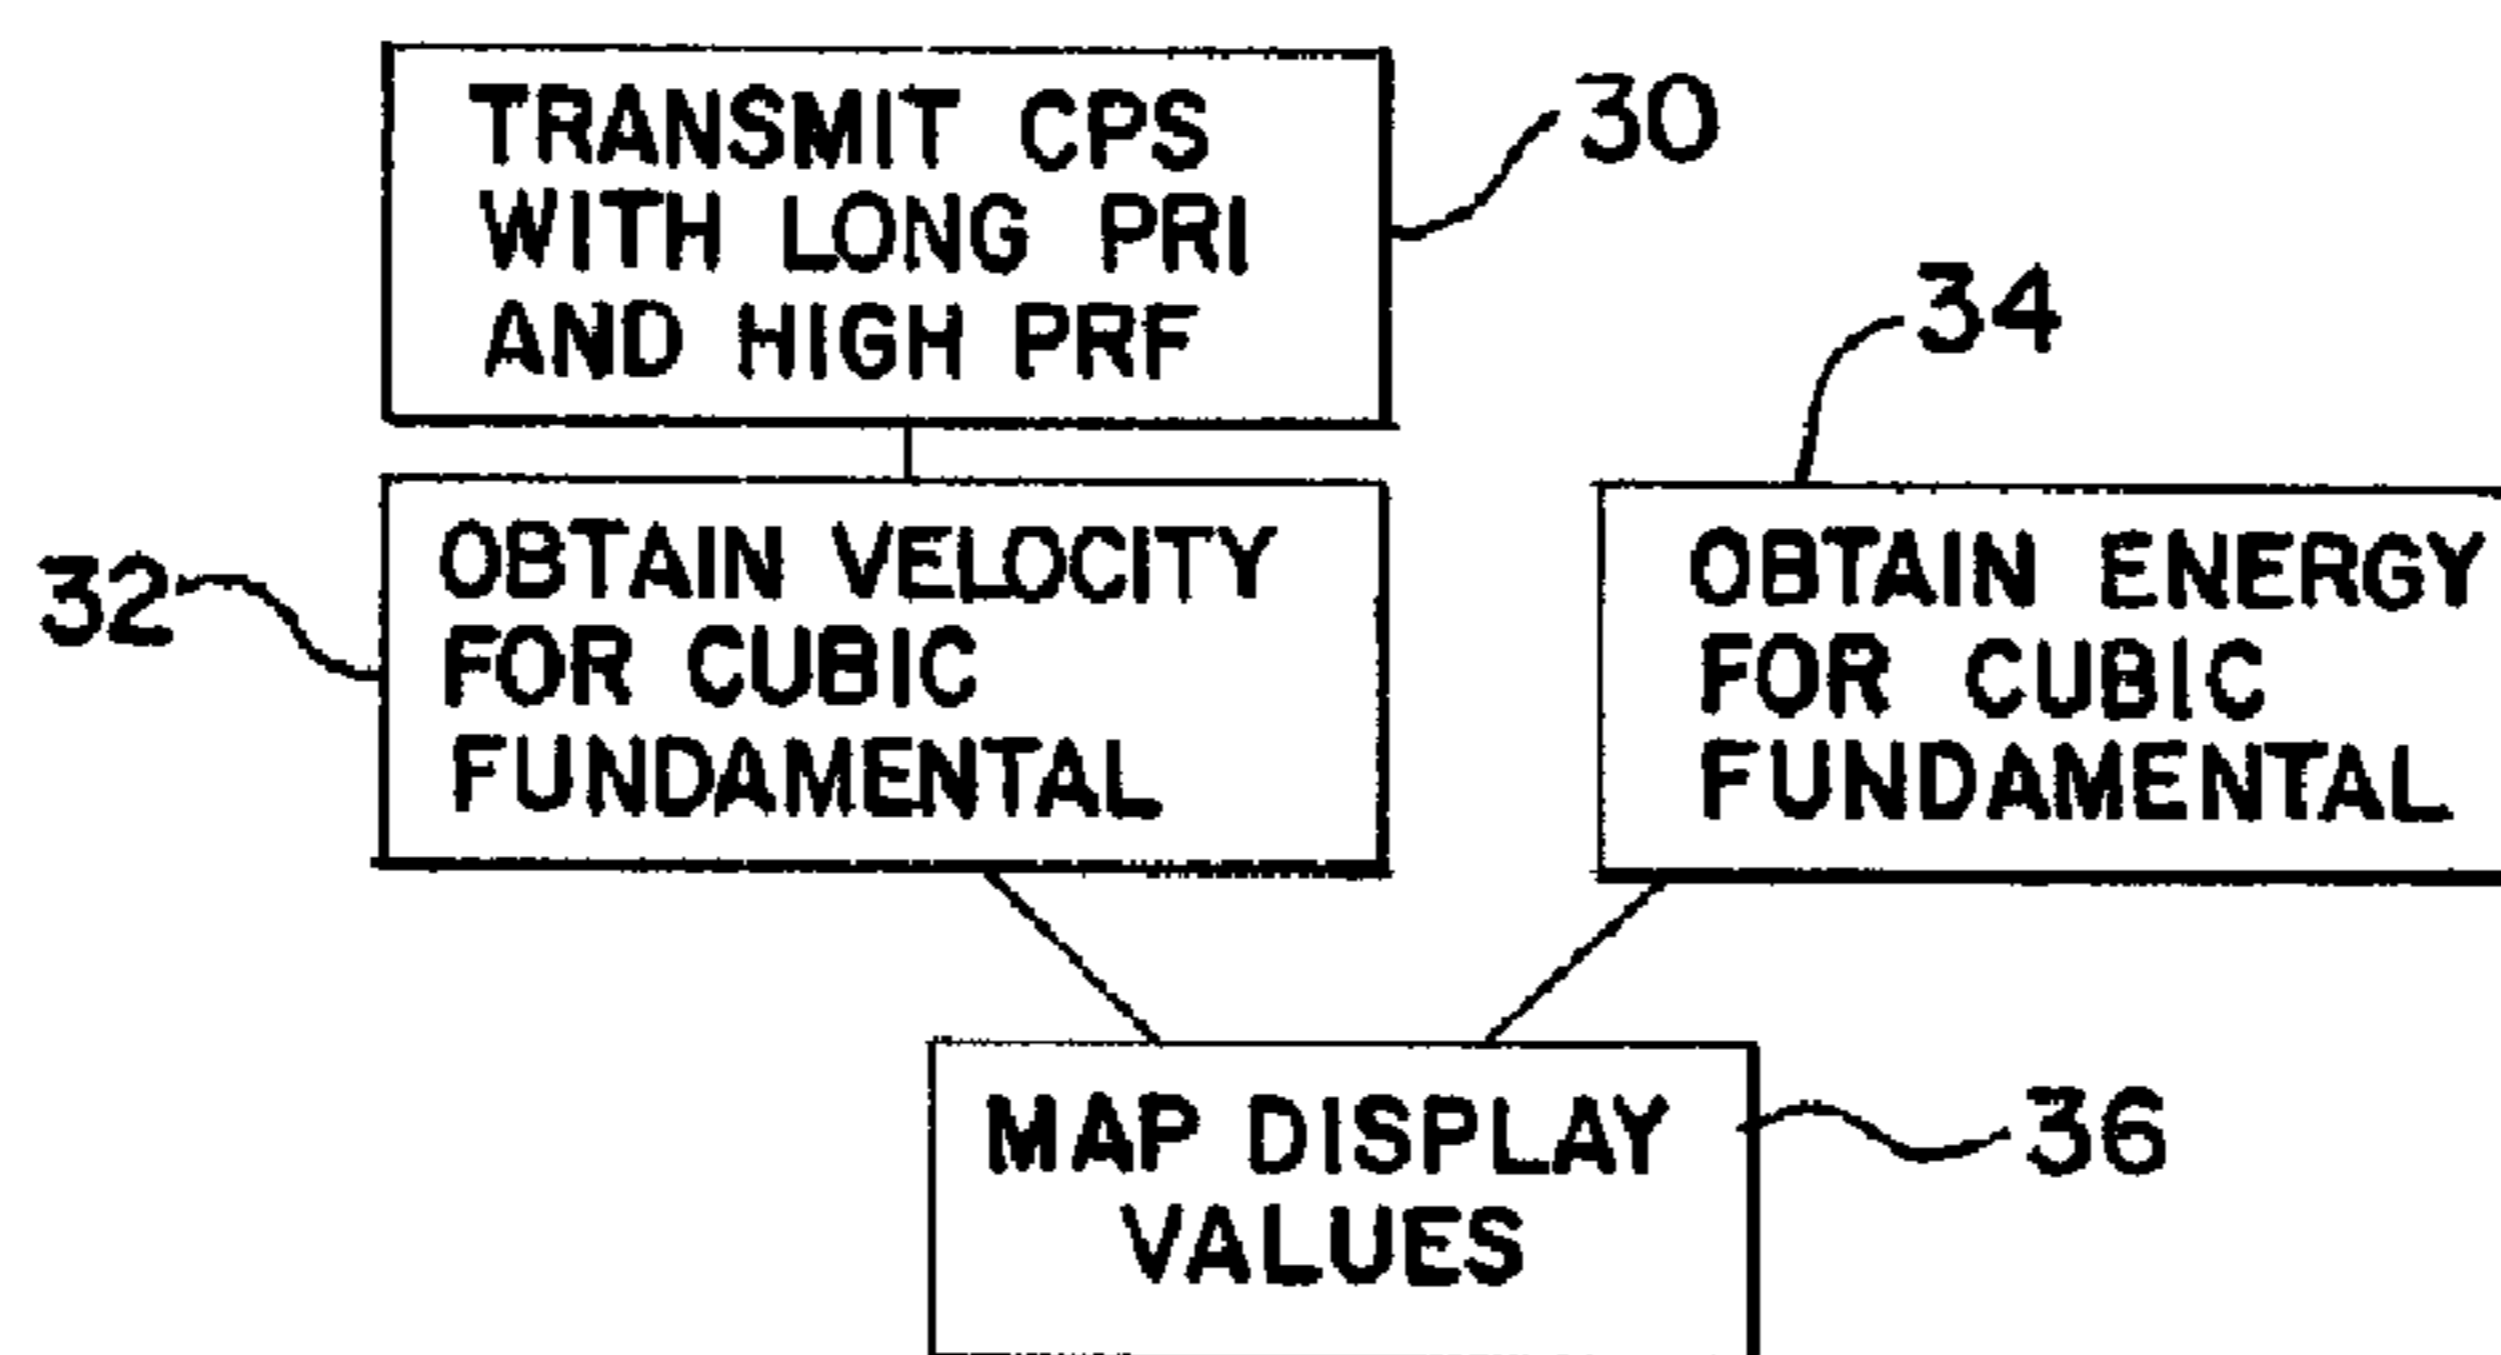 TRANSMIT CPS
WITH LONG PRI
AND HIGH PRF
30
34
32
OBTAIN VELOCITY
FOR CUBIC
FUNDAMENTAL
OBTAIN ENERGY
FOR CUBIC
FUNDAMENTAL
MAP DISPLAY
VALUES
36